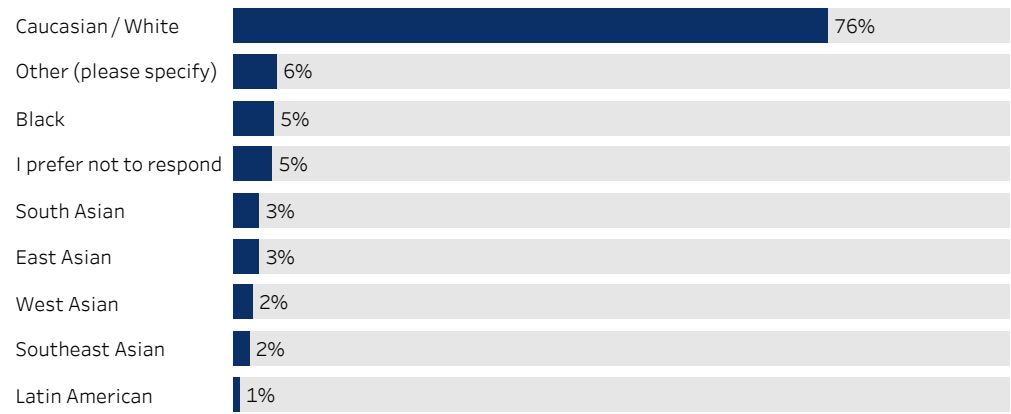 Caucasian / White 76%
Other (please specify) 6%
Black 5%
I prefer not to respond 5%
South Asian 3%
East Asian 3%
West Asian 2%
Southeast Asian 2%
Latin American 1%